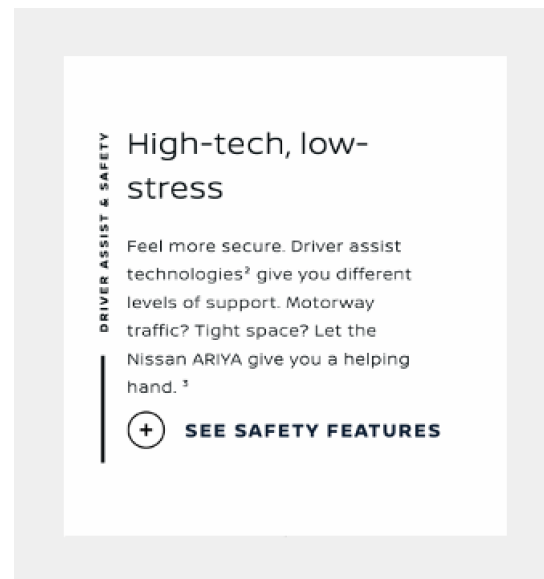 DRIVER ASSIST & SAFETY
High-tech, low-
stress
Feel more secure. Driver assist
technologies² give you different
levels of support. Motorway
traffic? Tight space? Let the
Nissan ARIYA give you a helping
hand. ³
+ SEE SAFETY FEATURES